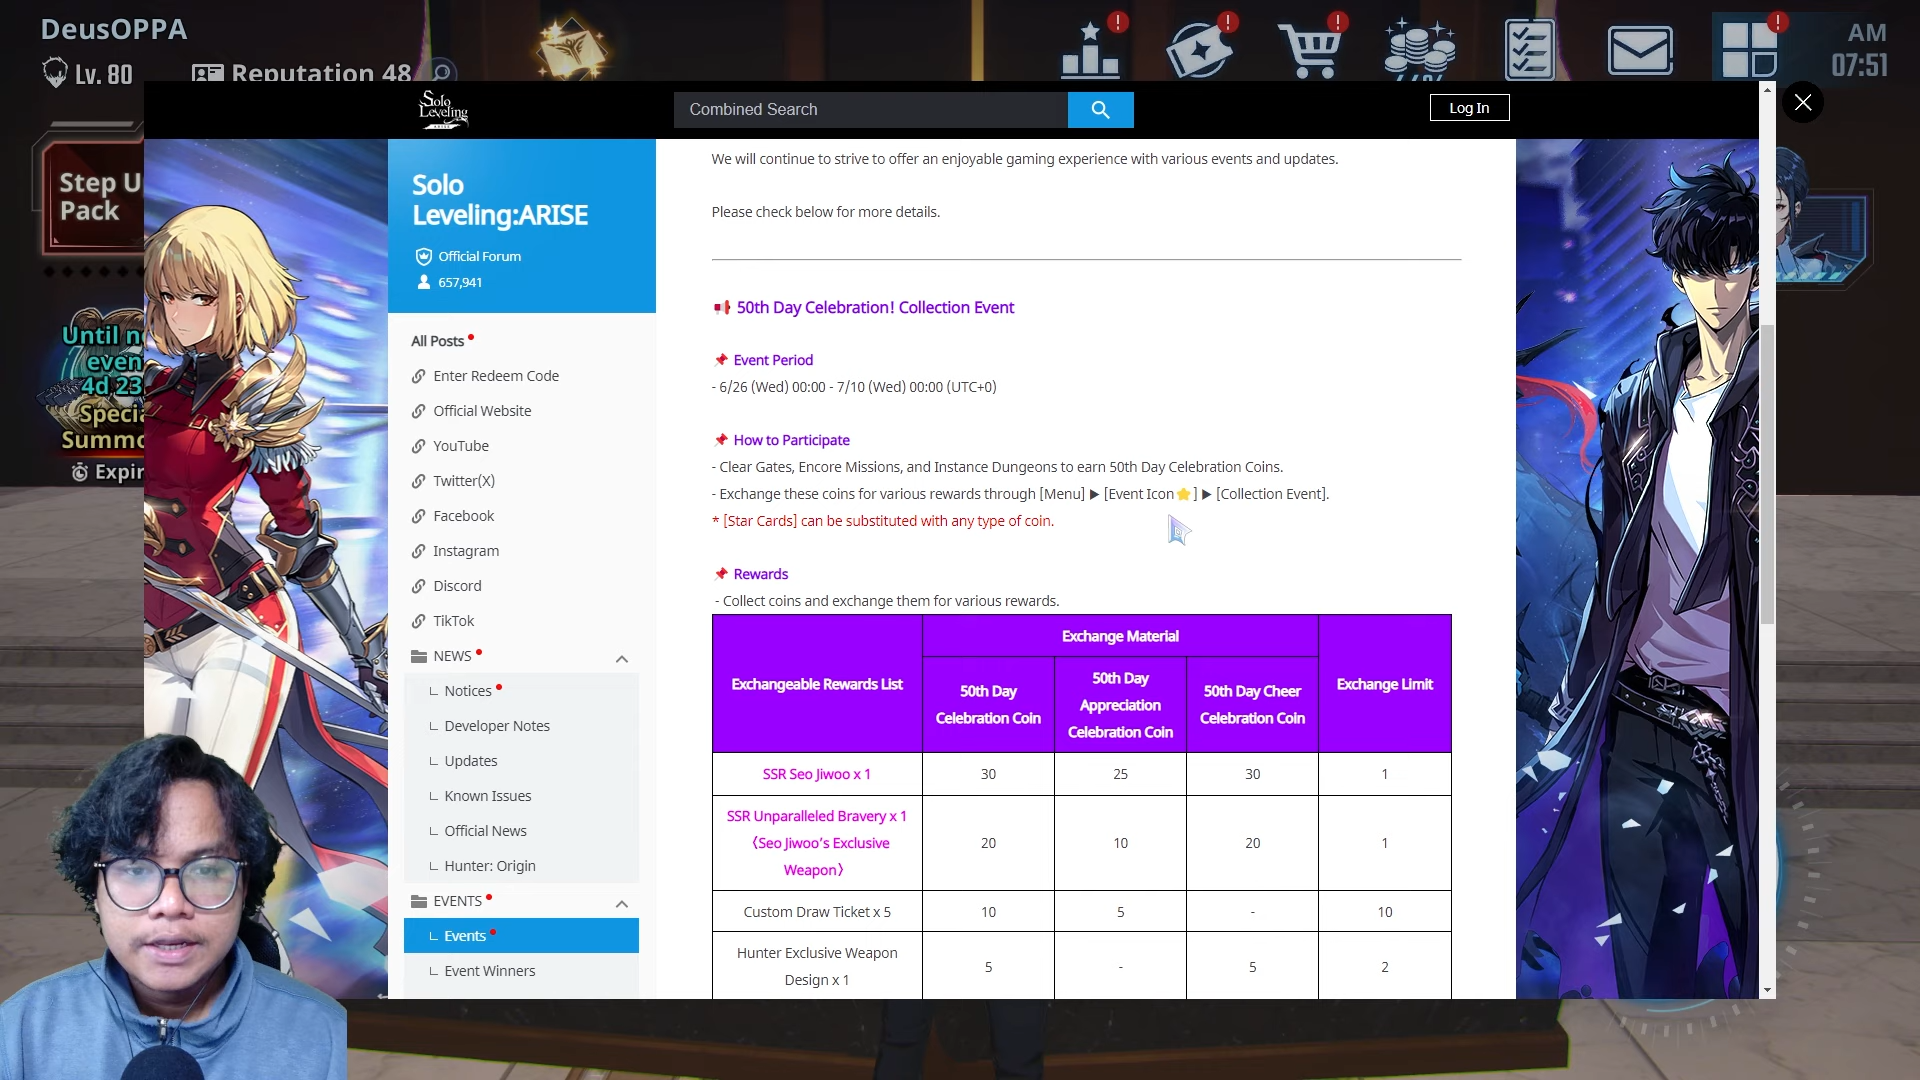 DeusOPPA
Lv. 80
Reputation 48
AM
07:51
Step U
Pack
Until n
even
4d 23
Specia
Summo
Expir
Solo
Leveling
ARISE
Combined Search
Log In
Solo
Leveling:ARISE
Official Forum
657,941
All Posts
Enter Redeem Code
Official Website
YouTube
Twitter(X)
Facebook
Instagram
Discord
TikTok
NEWS
Notices
Developer Notes
Updates
Known Issues
Official News
Hunter: Origin
EVENTS
Events
Event Winners
We will continue to strive to offer an enjoyable gaming experience with various events and updates.
Please check below for more details.
50th Day Celebration! Collection Event
Event Period
- 6/26 (Wed) 00:00 - 7/10 (Wed) 00:00 (UTC+0)
How to Participate
- Clear Gates, Encore Missions, and Instance Dungeons to earn 50th Day Celebration Coins.
- Exchange these coins for various rewards through [Menu] ▶ [Event Icon⭐] ▶ [Collection Event].
* [Star Cards] can be substituted with any type of coin.
Rewards
- Collect coins and exchange them for various rewards.
Exchangeable Rewards List
Exchange Material
Exchange Limit
50th Day
Celebration Coin
50th Day
Appreciation
Celebration Coin
50th Day Cheer
Celebration Coin
SSR Seo Jiwoo x 1 30 25 30 1
SSR Unparalleled Bravery x 1
〈Seo Jiwoo's Exclusive
Weapon〉
20 10 20 1
Custom Draw Ticket x 5 10 5 - 10
Hunter Exclusive Weapon
Design x 1
5 - 5 2